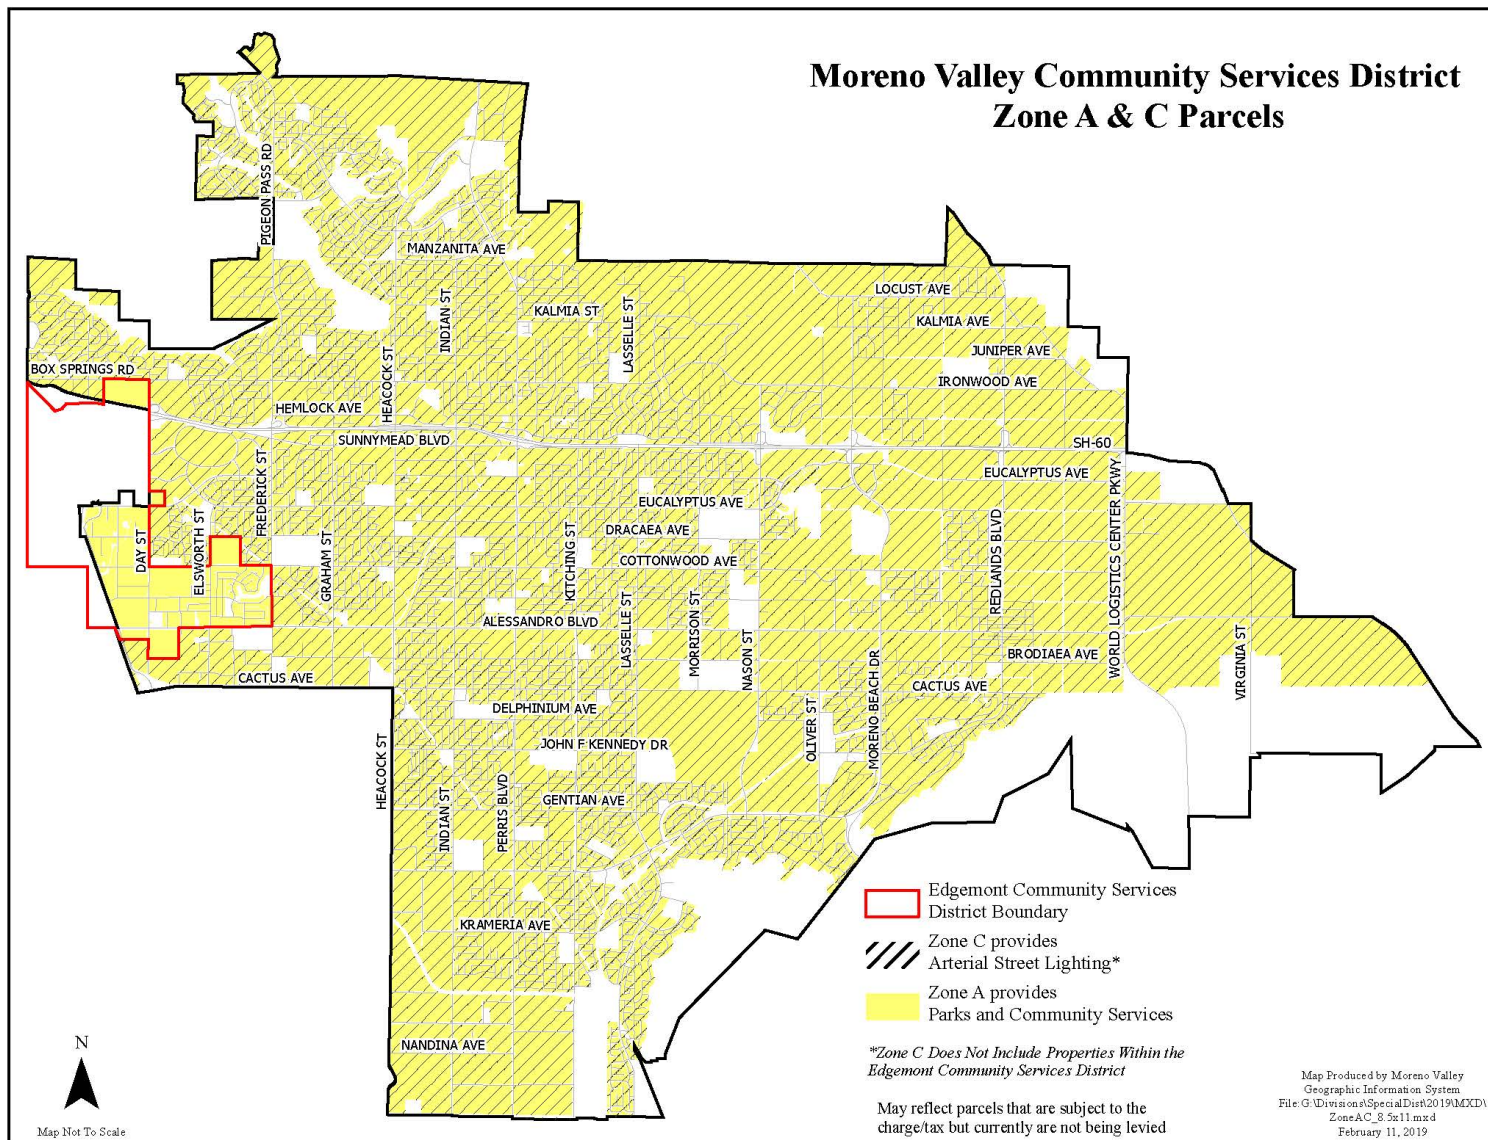 Moreno Valley Community Services District
Zone A & C Parcels
PIGEON PASS RD
MANZANITA AVE
LOCUST AVE
INDIAN ST
KALMIA ST
LASSELLE ST
KALMIA AVE
JUNIPER AVE
HEACOCK ST
BOX SPRINGS RD
IRONWOOD AVE
HEMLOCK AVE
SUNNYMEAD BLVD
SH-60
FREDERICK ST
EUCALYPTUS AVE
EUCALYPTUS AVE
DAY ST
ELSWORTH ST
GRAHAM ST
KITCHING ST
DRACAEA AVE
COTTONWOOD AVE
REDLANDS BLVD
WORLD LOGISTICS CENTER PKWY
ALESSANDRO BLVD
LASSELLE ST
MORRISON ST
NASON ST
BRODIAEA AVE
VIRGINIA ST
CACTUS AVE
CACTUS AVE
DELPHINIUM AVE
OLIVER ST
MORENO BEACH DR
HEACOCK ST
JOHN F KENNEDY DR
INDIAN ST
PERRIS BLVD
GENTIAN AVE
KRAMERIA AVE
NANDINA AVE
Edgemont Community Services
District Boundary
Zone C provides
Arterial Street Lighting*
Zone A provides
Parks and Community Services
*Zone C Does Not Include Properties Within the
Edgemont Community Services District
May reflect parcels that are subject to the
charge/tax but currently are not being levied
N
Map Not To Scale
Map Produced by Moreno Valley
Geographic Information System
File:G:\Divisions\SpecialDist\2019\MXD\
ZoneAC_8.5x11.mxd
February 11, 2019